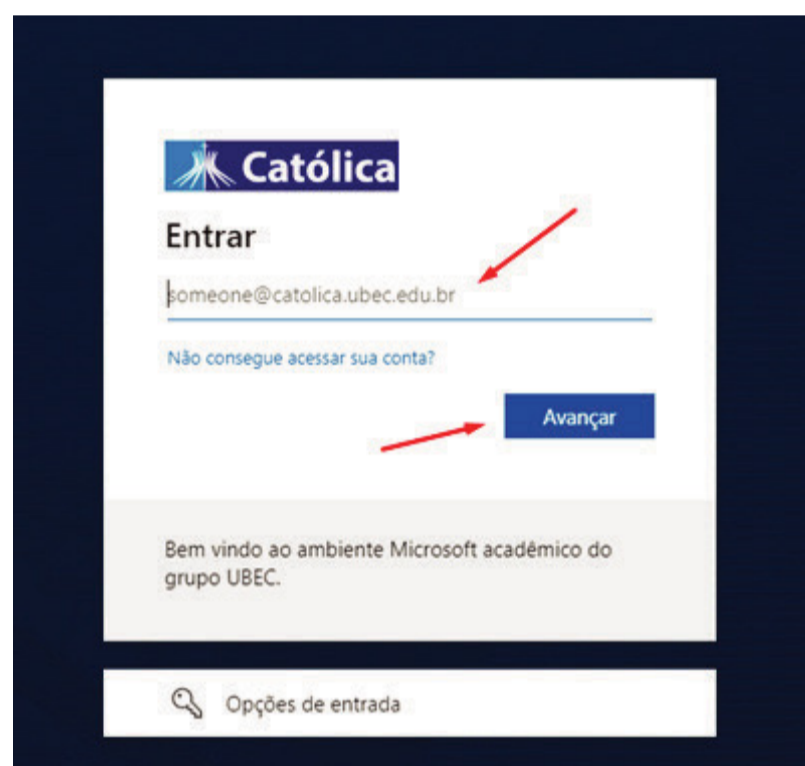 Católica
Entrar
someone@catolica.ubec.edu.br
Não consegue acessar sua conta?
Avançar
Bem vindo ao ambiente Microsoft acadêmico do
grupo UBEC.
Opções de entrada